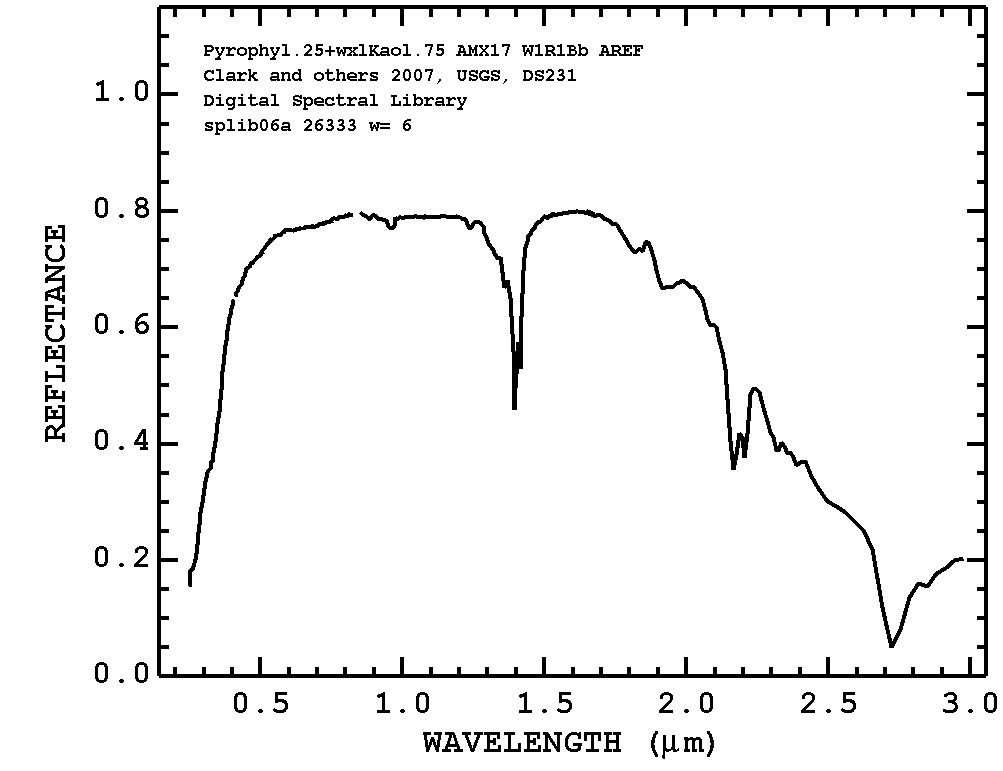 Pyrophyl.25+wxlKaol.75 AMX17 W1R1Bb AREF
Clark and others 2007, USGS, DS231
Digital Spectral Library
splib06a 26333 w= 6
1.0
0.8
0.6
0.4
0.2
0.0
REFLECTANCE
0.5 1.0 1.5 2.0 2.5 3.0
WAVELENGTH (μm)